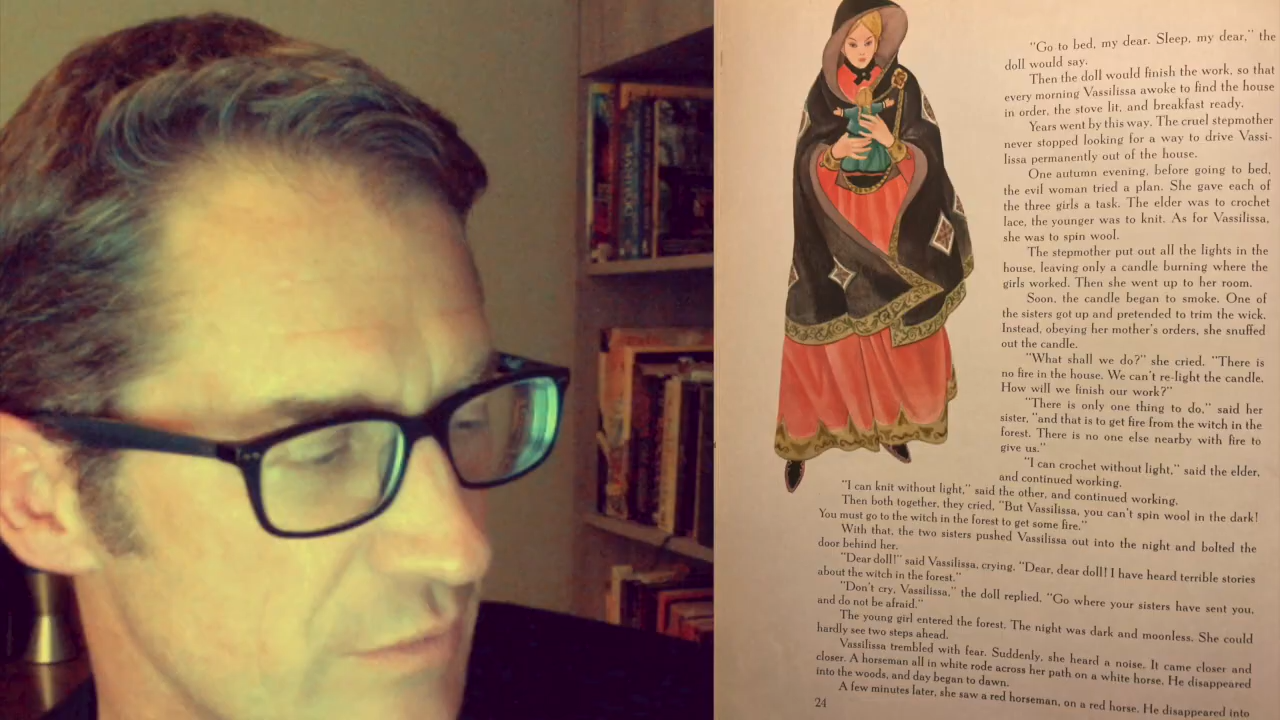 "Go to bed, my dear. Sleep, my dear," the
doll would say.
Then the doll would finish the work, so that
every morning Vassilissa awoke to find the house
in order, the stove lit, and breakfast ready.
Years went by this way. The cruel stepmother
never stopped looking for a way to drive Vassi-
lissa permanently out of the house.
One autumn evening, before going to bed,
the evil woman tried a plan. She gave each of
the three girls a task. The elder was to crochet
lace, the younger was to knit. As for Vassilissa,
she was to spin wool.
The stepmother put out all the lights in the
house, leaving only a candle burning where the
girls worked. Then she went up to her room.
Soon, the candle began to smoke. One of
the sisters got up and pretended to trim the wick.
Instead, obeying her mother's orders, she snuffed
out the candle.
"What shall we do?" she cried. "There is
no fire in the house. We can't re-light the candle.
How will we finish our work?"
"There is only one thing to do," said her
sister, "and that is to get fire from the witch in the
forest. There is no one else nearby with fire to
give us."
"I can crochet without light," said the elder,
and continued working.
"I can knit without light," said the other, and continued working.
Then both together, they cried, "But Vassilissa, you can't spin wool in the dark!
You must go to the witch in the forest to get some fire."
With that, the two sisters pushed Vassilissa out into the night and bolted the
door behind her.
"Dear doll!" said Vassilissa, crying, "Dear, dear doll! I have heard terrible stories
about the witch in the forest."
"Don't cry, Vassilissa," the doll replied, "Go where your sisters have sent you,
and do not be afraid."
The young girl entered the forest. The night was dark and moonless. She could
hardly see two steps ahead.
Vassilissa trembled with fear. Suddenly, she heard a noise. It came closer and
closer. A horseman all in white rode across her path on a white horse. He disappeared
into the woods, and day began to dawn.
A few minutes later, she saw a red horseman, on a red horse. He disappeared into
24